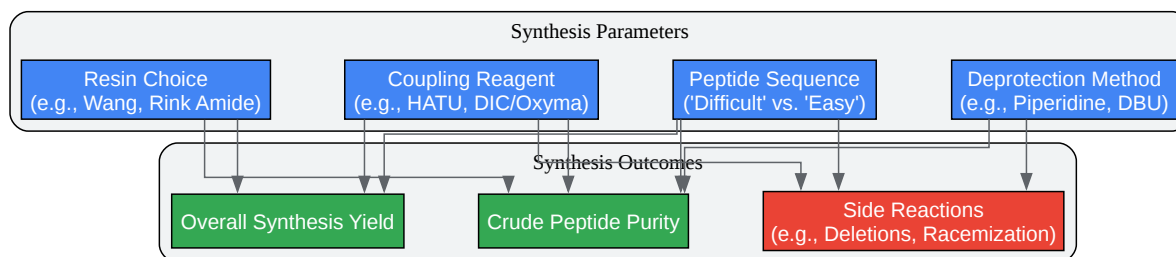 Synthesis Parameters
Resin Choice
(e.g., Wang, Rink Amide)
Coupling Reagent
(e.g., HATU, DIC/Oxyma)
Peptide Sequence
('Difficult' vs. 'Easy')
Deprotection Method
(e.g., Piperidine, DBU)
Synthesis Outcomes
Overall Synthesis Yield
Crude Peptide Purity
Side Reactions
(e.g., Deletions, Racemization)